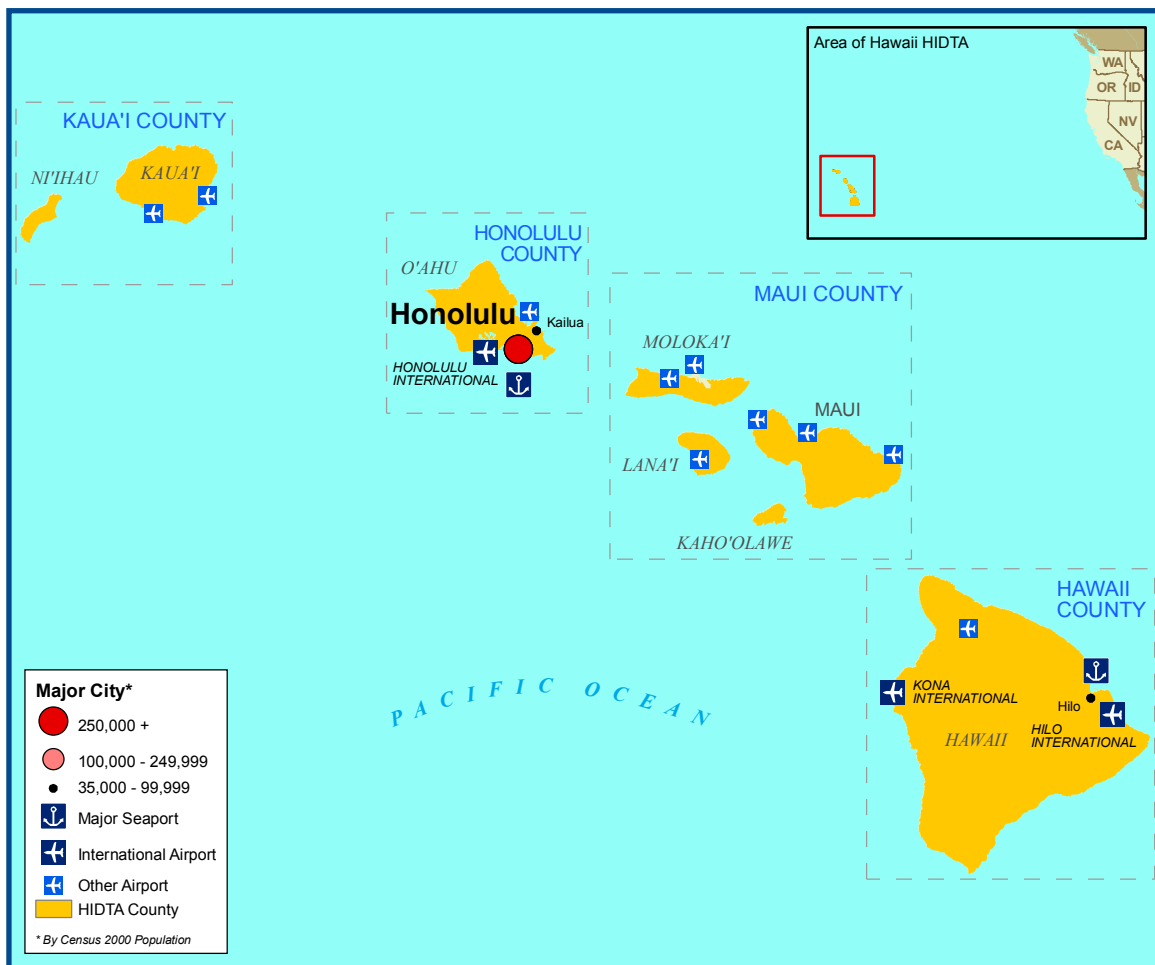 Area of Hawaii HIDTA
WA
OR
ID
NV
CA
KAUA'I COUNTY
NI'IHAU
KAUA'I
HONOLULU
COUNTY
O'AHU
Honolulu
Kailua
HONOLULU
INTERNATIONAL
MAUI COUNTY
MOLOKA'I
MAUI
LANA'I
KAHO'OLAWE
HAWAII
COUNTY
KONA
INTERNATIONAL
Hilo
HILO
INTERNATIONAL
HAWAII
PACIFIC OCEAN
Major City*
250,000 +
100,000 - 249,999
35,000 - 99,999
Major Seaport
International Airport
Other Airport
HIDTA County
* By Census 2000 Population